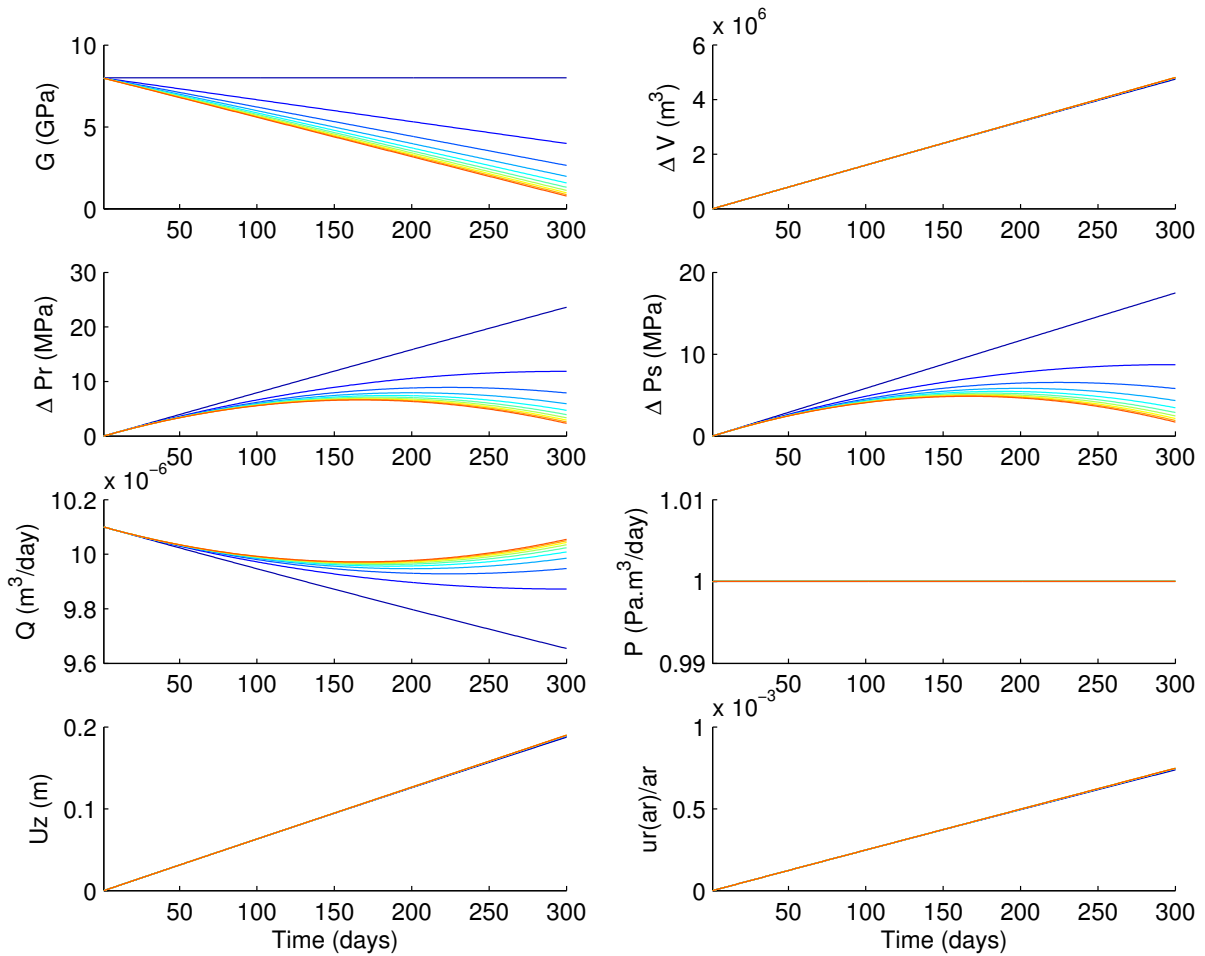 G (GPa)
10
5
0
50 100 150 200 250 300
x 10^6
Δ V (m^3)
6
4
2
0
50 100 150 200 250 300
Δ Pr (MPa)
30
20
10
0
50 100 150 200 250 300
Δ Ps (MPa)
20
10
0
50 100 150 200 250 300
x 10^−6
Q (m^3/day)
10.2
10
9.8
9.6
50 100 150 200 250 300
P (Pa.m^3/day)
1.01
1
0.99
50 100 150 200 250 300
Uz (m)
0.2
0.1
0
50 100 150 200 250 300
Time (days)
x 10^−3
ur(ar)/ar
1
0.5
0
50 100 150 200 250 300
Time (days)